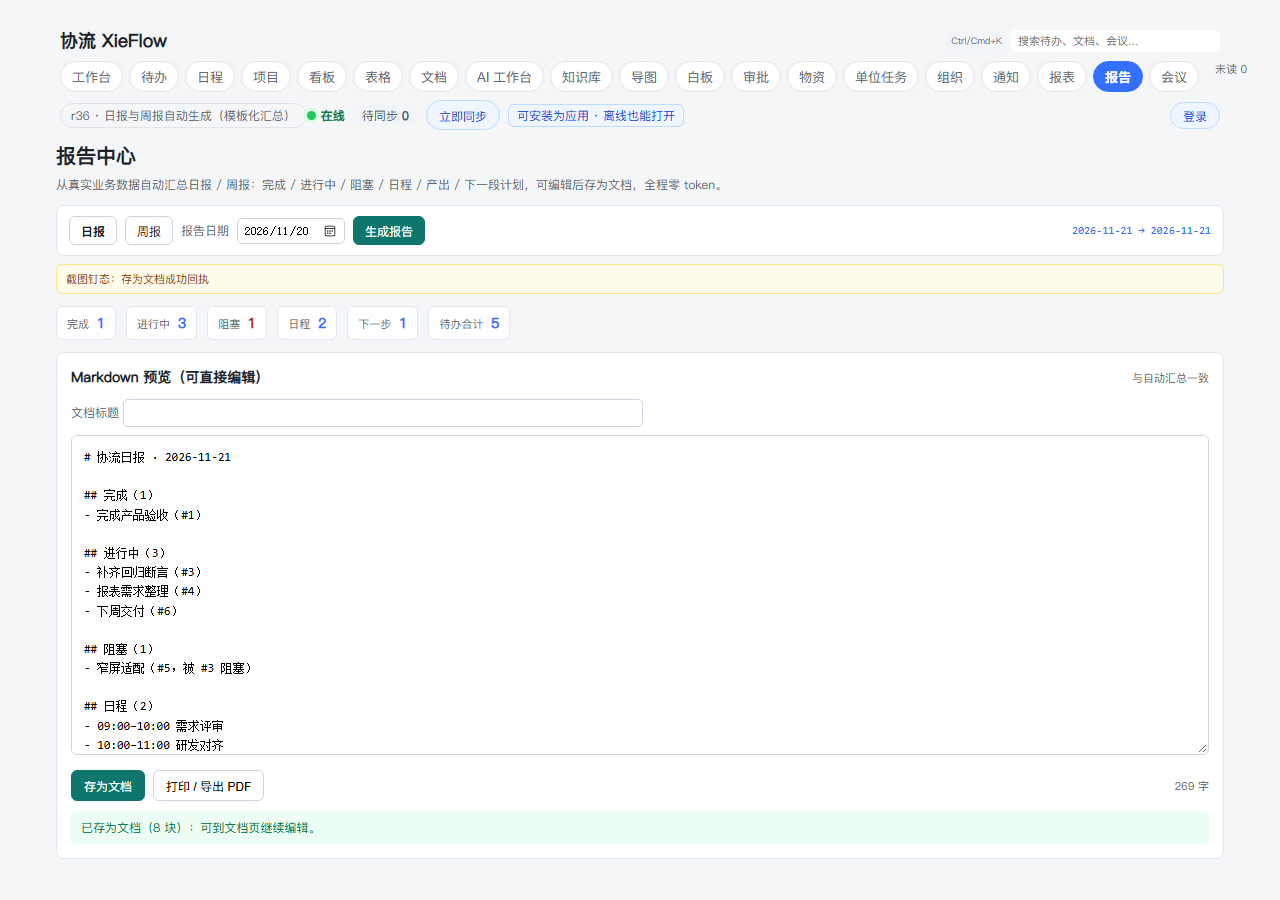 协流 XieFlow
Ctrl/Cmd+K
搜索待办、文档、会议…
工作台 待办 日程 项目 看板 表格 文档 AI 工作台 知识库 导图 白板 审批 物资 单位任务 组织 通知 报表 报告 会议
未读 0
r36 · 日报与周报自动生成（模板化汇总） 在线 待同步 0 立即同步 可安装为应用 · 离线也能打开 登录
报告中心
从真实业务数据自动汇总日报 / 周报：完成 / 进行中 / 阻塞 / 日程 / 产出 / 下一段计划，可编辑后存为文档，全程零 token。
日报 周报 报告日期 2026/11/20 生成报告 2026-11-21 → 2026-11-21
截图钉态：存为文档成功回执
完成 1 进行中 3 阻塞 1 日程 2 下一步 1 待办合计 5
Markdown 预览（可直接编辑） 与自动汇总一致
文档标题
# 协流日报 · 2026-11-21
## 完成（1）
- 完成产品验收（#1）
## 进行中（3）
- 补齐回归断言（#3）
- 报表需求整理（#4）
- 下周交付（#6）
## 阻塞（1）
- 窄屏适配（#5，被 #3 阻塞）
## 日程（2）
- 09:00–10:00 需求评审
- 10:00–11:00 研发对齐
存为文档 打印 / 导出 PDF 269 字
已存为文档（8 块）：可到文档页继续编辑。